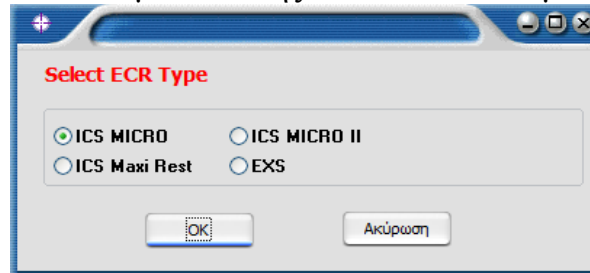 Select ECR Type
ICS MICRO ICS MICRO II
ICS Maxi Rest EXS
OK Ακύρωση